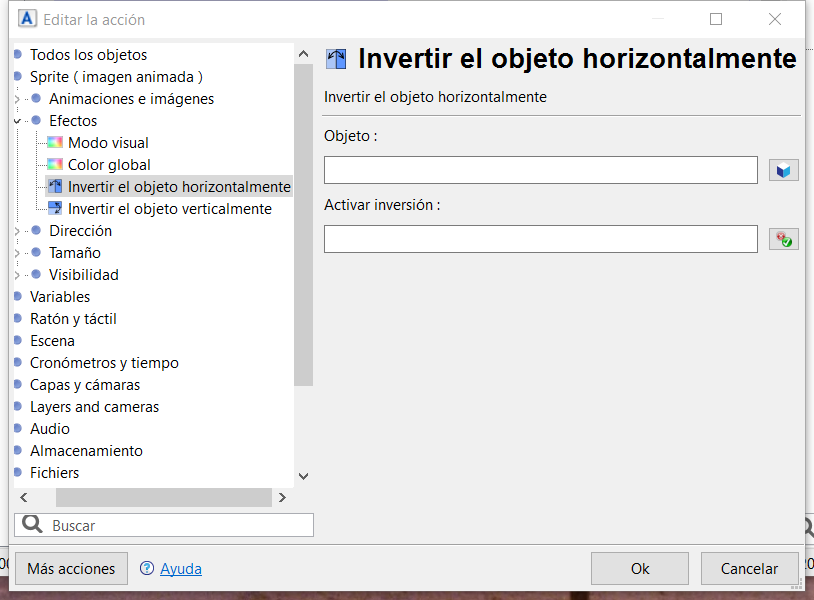 Editar la acción
Todos los objetos
Sprite ( imagen animada )
Animaciones e imágenes
Efectos
Modo visual
Color global
Invertir el objeto horizontalmente
Invertir el objeto verticalmente
Dirección
Tamaño
Visibilidad
Variables
Ratón y táctil
Escena
Cronómetros y tiempo
Capas y cámaras
Layers and cameras
Audio
Almacenamiento
Fichiers
Buscar
Invertir el objeto horizontalmente
Invertir el objeto horizontalmente
Objeto :
Activar inversión :
Más acciones
Ayuda
Ok
Cancelar